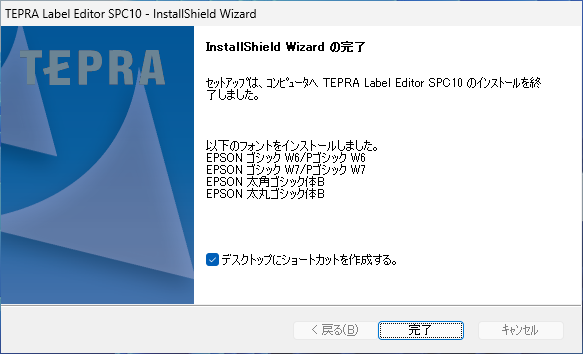 TEPRA Label Editor SPC10 - InstallShield Wizard
TEPRA
InstallShield Wizard の完了
セットアップは、コンピュータへ TEPRA Label Editor SPC10 のインストールを終
了しました。
以下のフォントをインストールしました。
EPSON ゴシック W6/Pゴシック W6
EPSON ゴシック W7/Pゴシック W7
EPSON 太角ゴシック体B
EPSON 太丸ゴシック体B
デスクトップにショートカットを作成する。
< 戻る(B)
完了
キャンセル